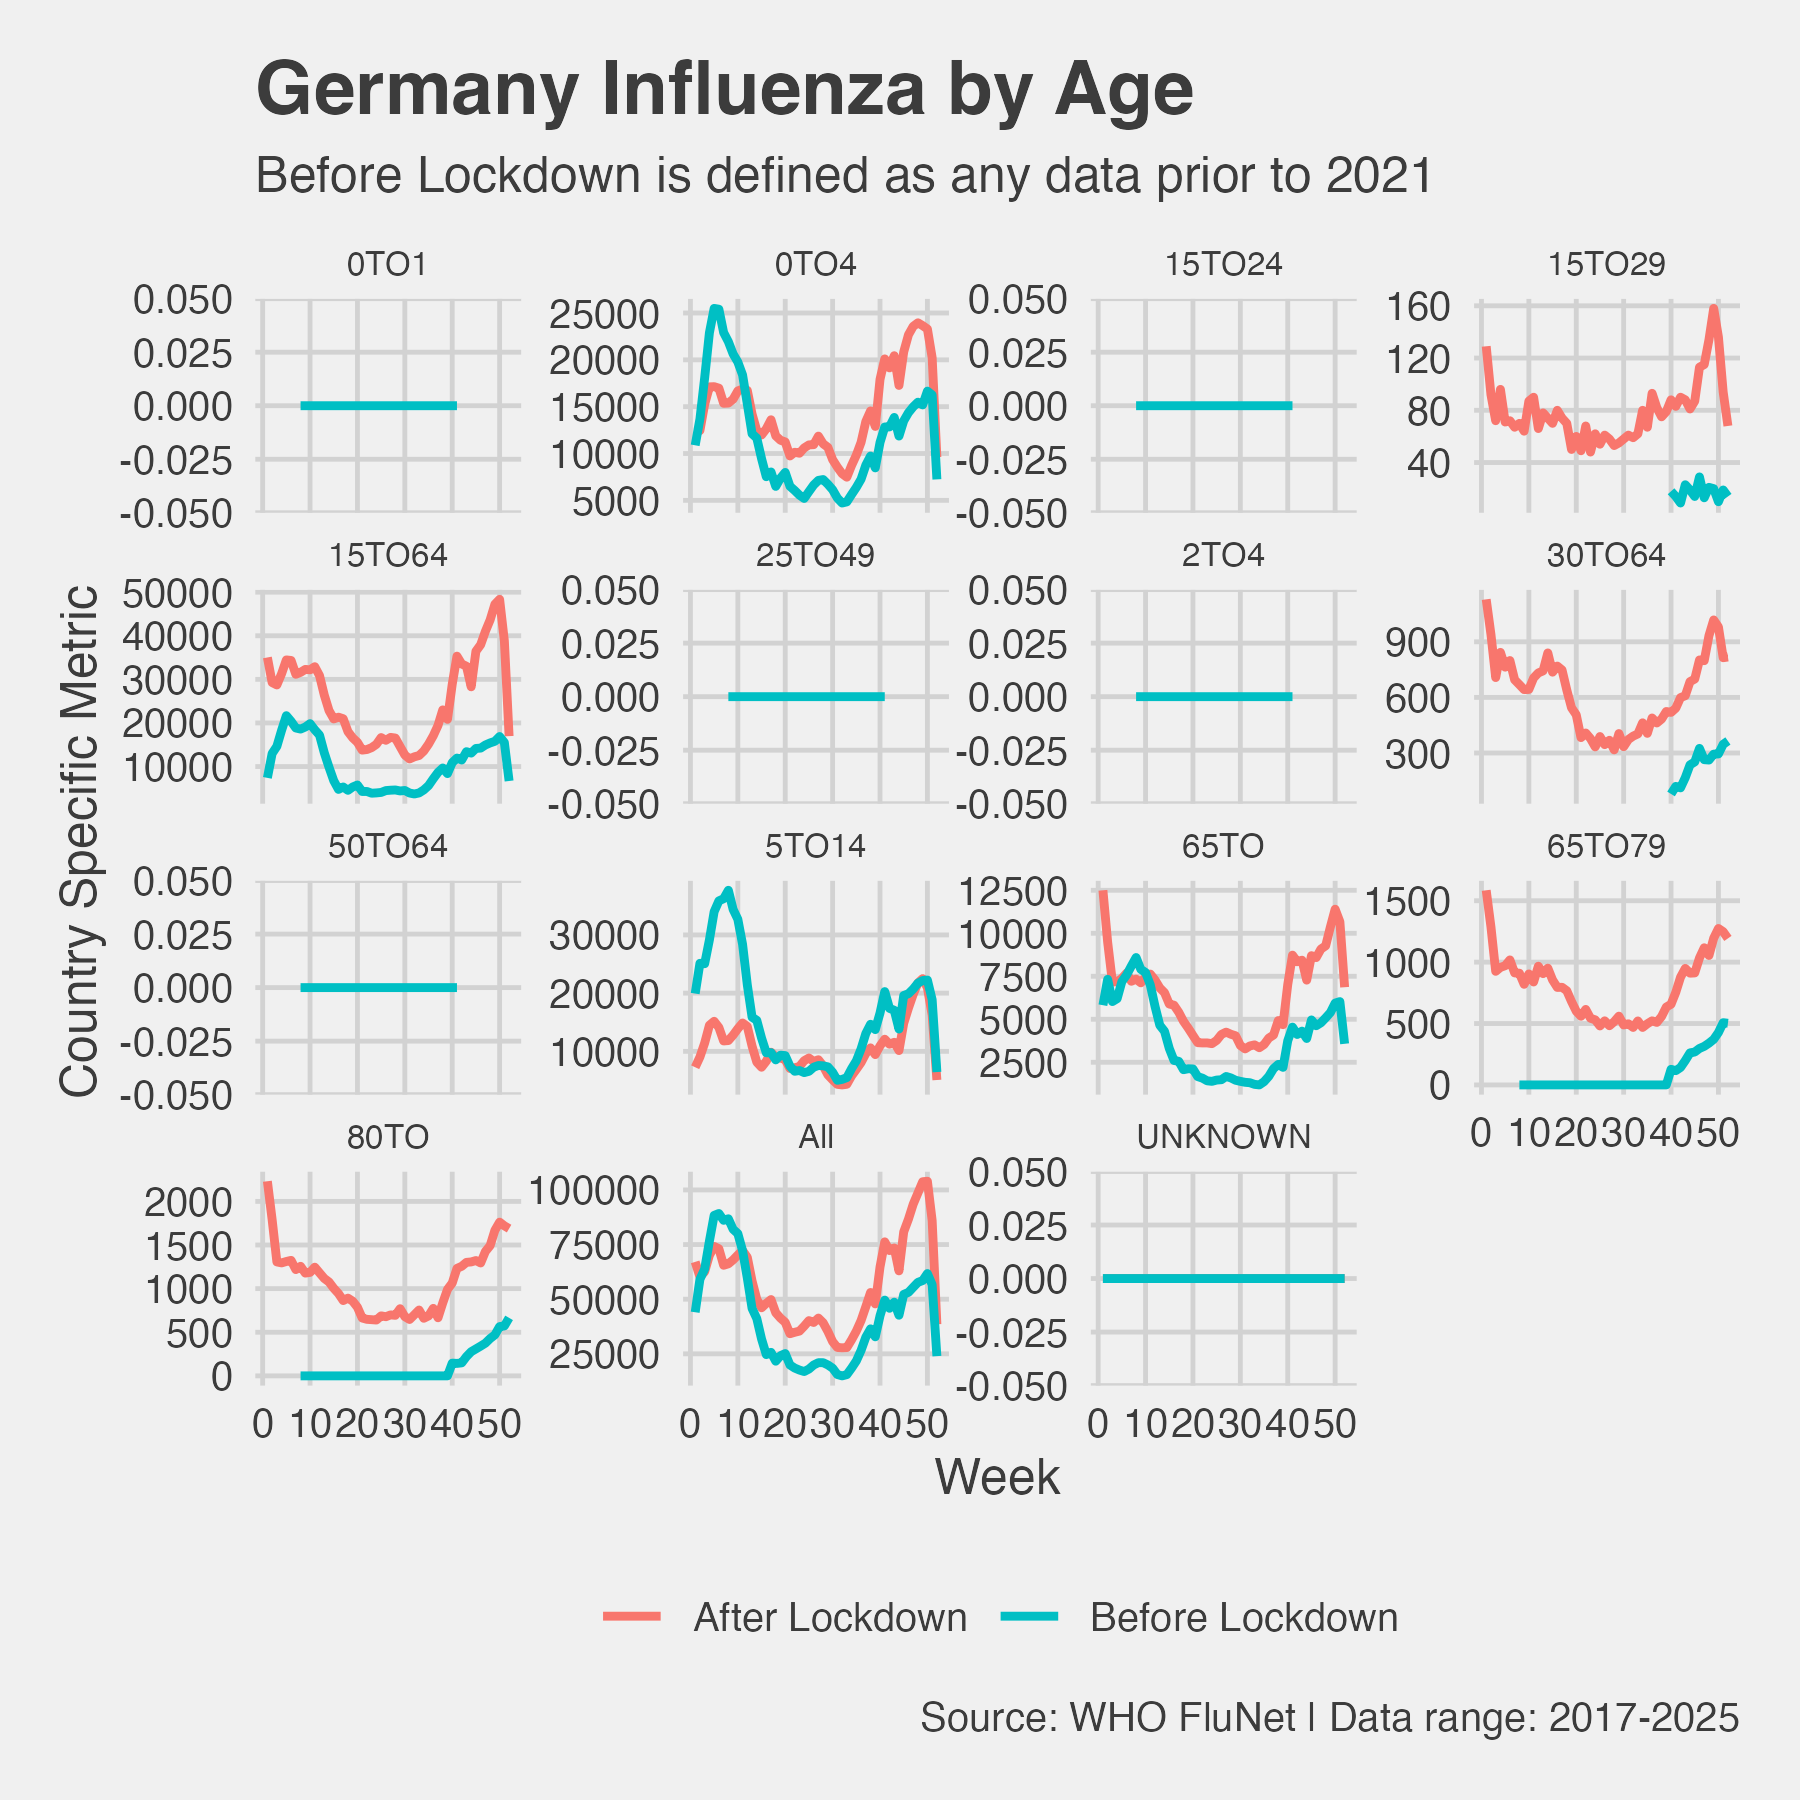 Germany Influenza by Age
Before Lockdown is defined as any data prior to 2021
0TO1
0TO4
15TO24
15TO29
0.050
0.025
0.000
-0.025
-0.050
25000
20000
15000
10000
5000
0.050
0.025
0.000
-0.025
-0.050
160
120
80
40
15TO64
25TO49
2TO4
30TO64
50000
40000
30000
20000
10000
0.050
0.025
0.000
-0.025
-0.050
0.050
0.025
0.000
-0.025
-0.050
900
600
300
Country Specific Metric
50TO64
5TO14
65TO
65TO79
0.050
0.025
0.000
-0.025
-0.050
30000
20000
10000
12500
10000
7500
5000
2500
1500
1000
500
0
0 10 20 30 40 50
80TO
All
UNKNOWN
2000
1500
1000
500
0
100000
75000
50000
25000
0.050
0.025
0.000
-0.025
-0.050
0 10 20 30 40 50
0 10 20 30 40 50
0 10 20 30 40 50
Week
After Lockdown
Before Lockdown
Source: WHO FluNet | Data range: 2017-2025